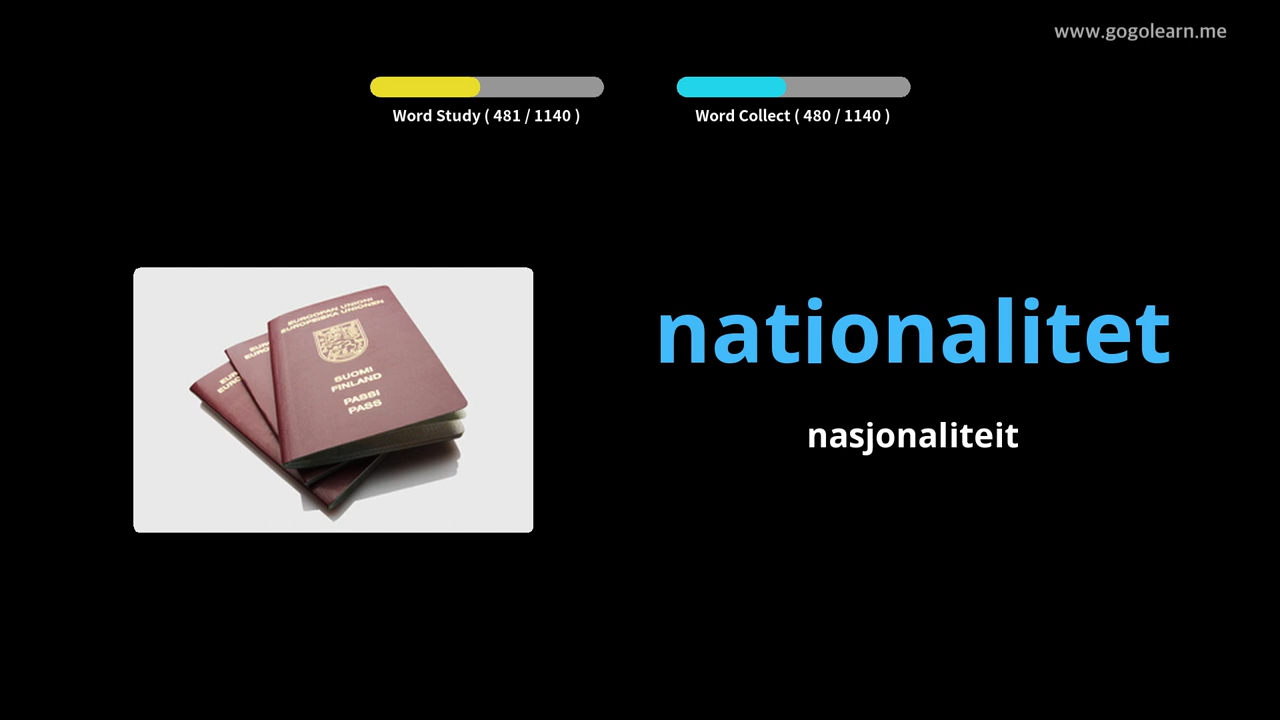 www.gogolearn.me
Word Study ( 481 / 1140 )
Word Collect ( 480 / 1140 )
EUROOPAN UNIONI
EUROPEISKA UNIONEN
SUOMI
FINLAND
PASSI
PASS
nationalitet
nasjonaliteit